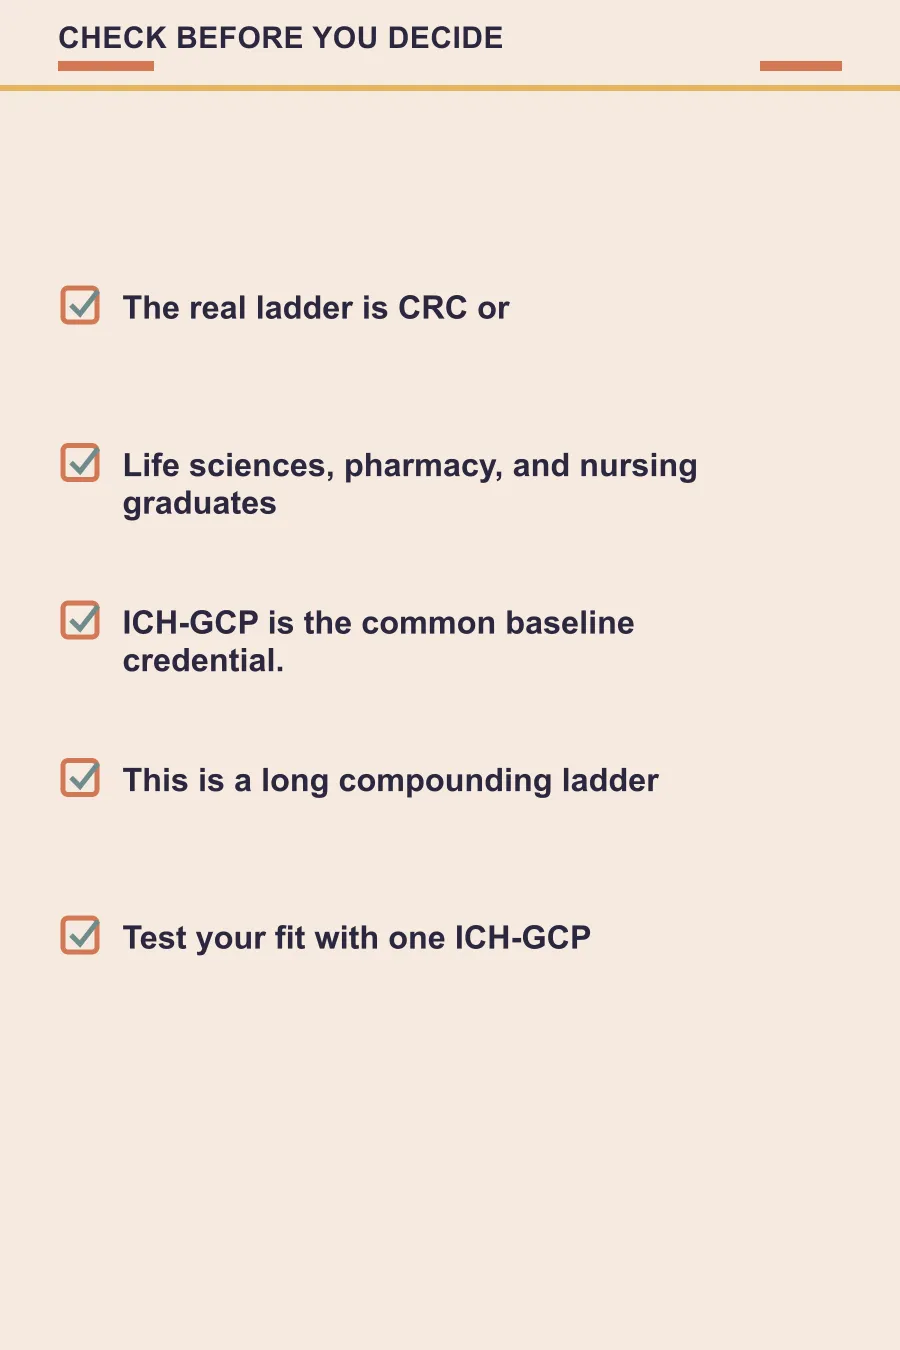 CHECK BEFORE YOU DECIDE
The real ladder is CRC or
Life sciences, pharmacy, and nursing
graduates
ICH-GCP is the common baseline
credential.
This is a long compounding ladder
Test your fit with one ICH-GCP